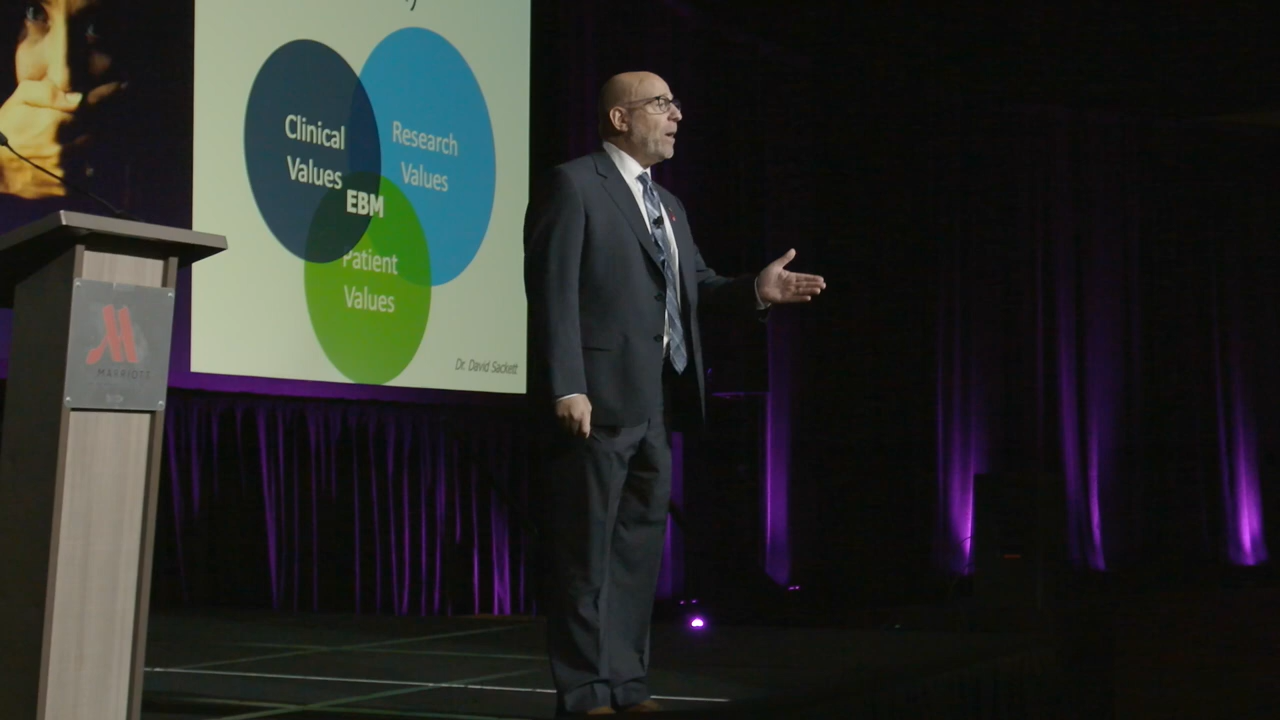 Clinical
Values
Research
Values
EBM
Patient
Values
Dr. David Sackett
MARRIOTT